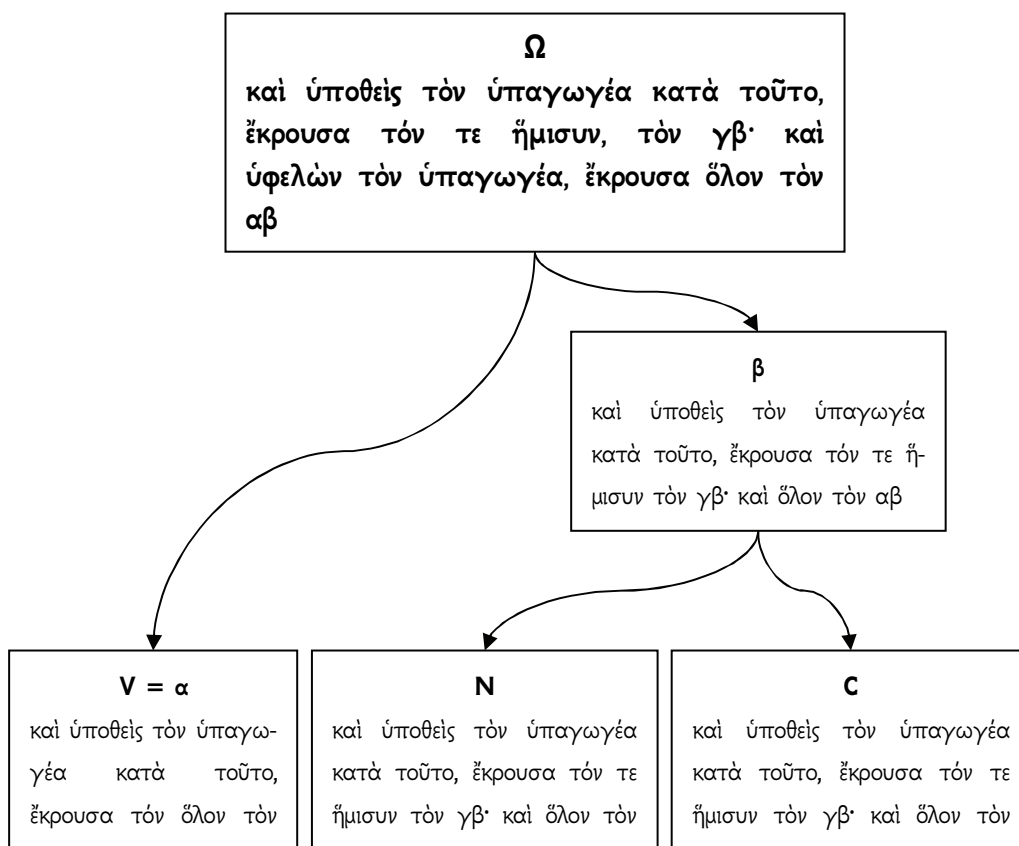 Ω
καὶ ὑποθεὶς τὸν ὑπαγωγέα κατὰ τοῦτο,
ἔκρουσα τόν τε ἥμισυν, τὸν γβ· καὶ
ὑφελὼν τὸν ὑπαγωγέα, ἔκρουσα ὅλον τὸν
αβ
β
καὶ ὑποθεὶς τὸν ὑπαγωγέα
κατὰ τοῦτο, ἔκρουσα τόν τε ἥ-
μισυν τὸν γβ· καὶ ὅλον τὸν αβ
V = α
καὶ ὑποθεὶς τὸν ὑπαγω-
γέα κατὰ τοῦτο,
ἔκρουσα τόν ὅλον τὸν
N
καὶ ὑποθεὶς τὸν ὑπαγωγέα
κατὰ τοῦτο, ἔκρουσα τόν τε
ἥμισυν τὸν γβ· καὶ ὅλον τὸν
C
καὶ ὑποθεὶς τὸν ὑπαγωγέα
κατὰ τοῦτο, ἔκρουσα τόν τε
ἥμισυν τὸν γβ· καὶ ὅλον τὸν